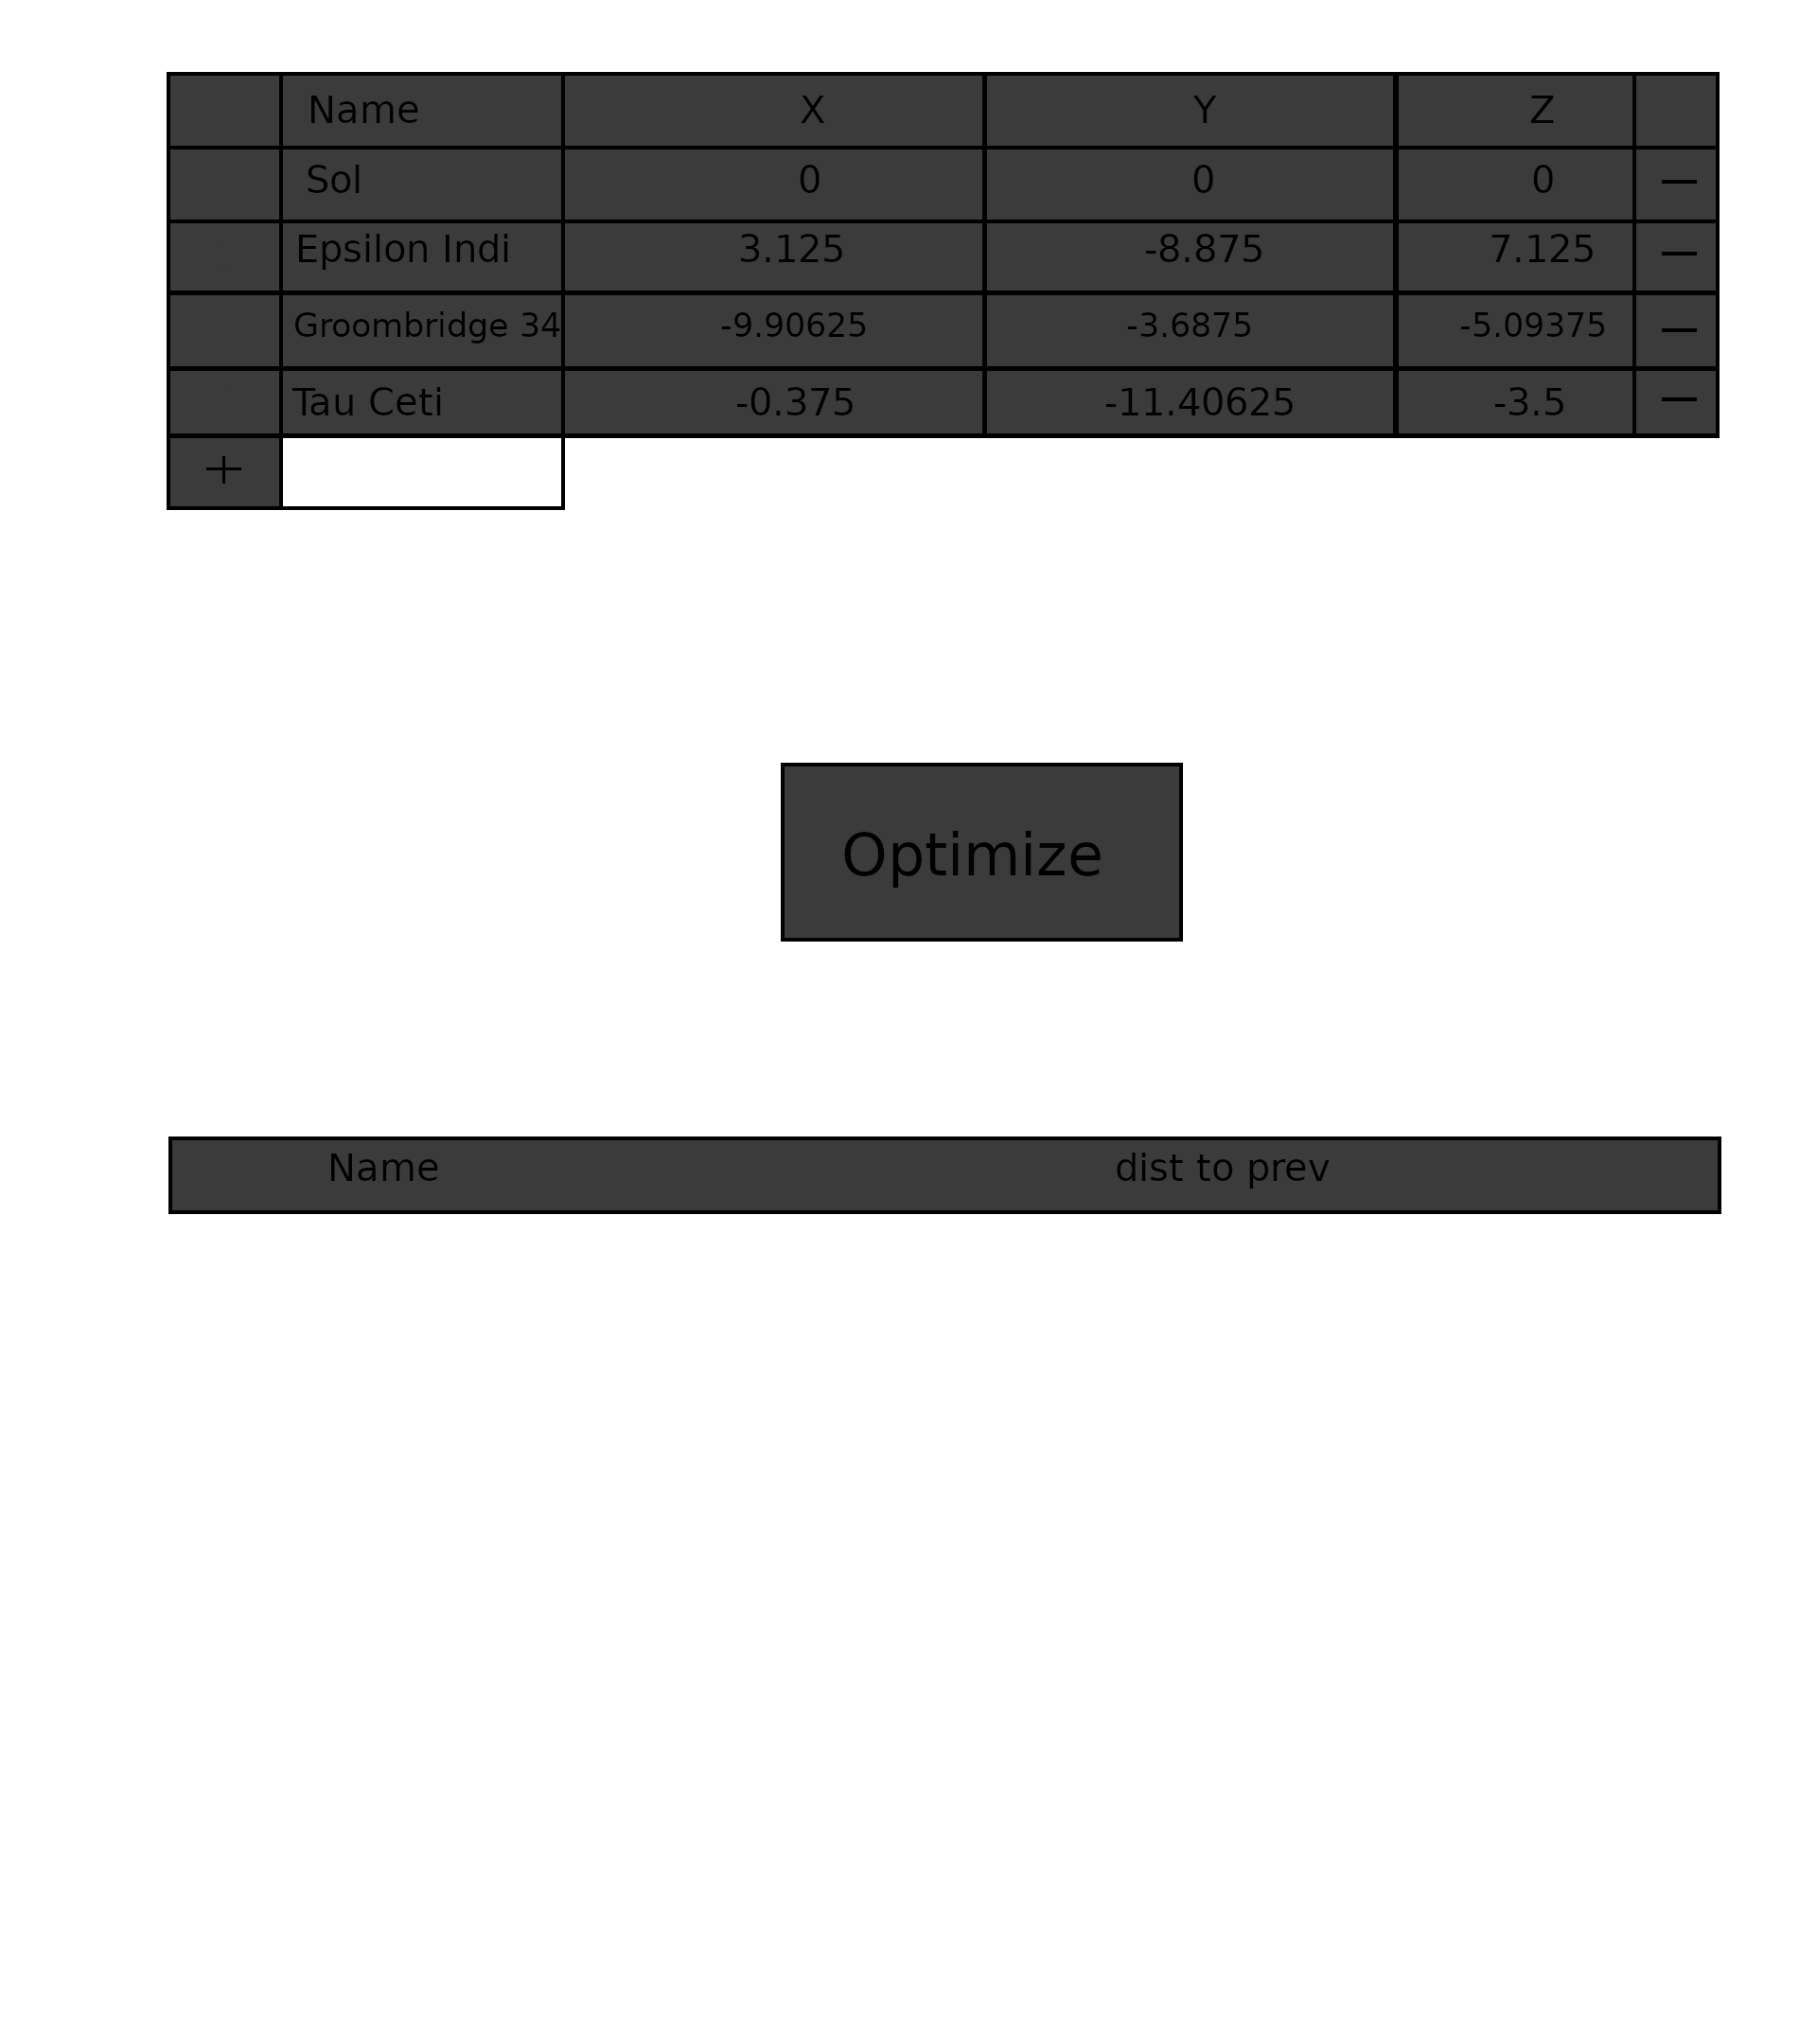 Name X Y Z
Sol 0 0 0 —
Epsilon Indi 3.125 -8.875 7.125 —
Groombridge 34 -9.90625 -3.6875 -5.09375 —
Tau Ceti -0.375 -11.40625 -3.5 —
+
Optimize
Name dist to prev